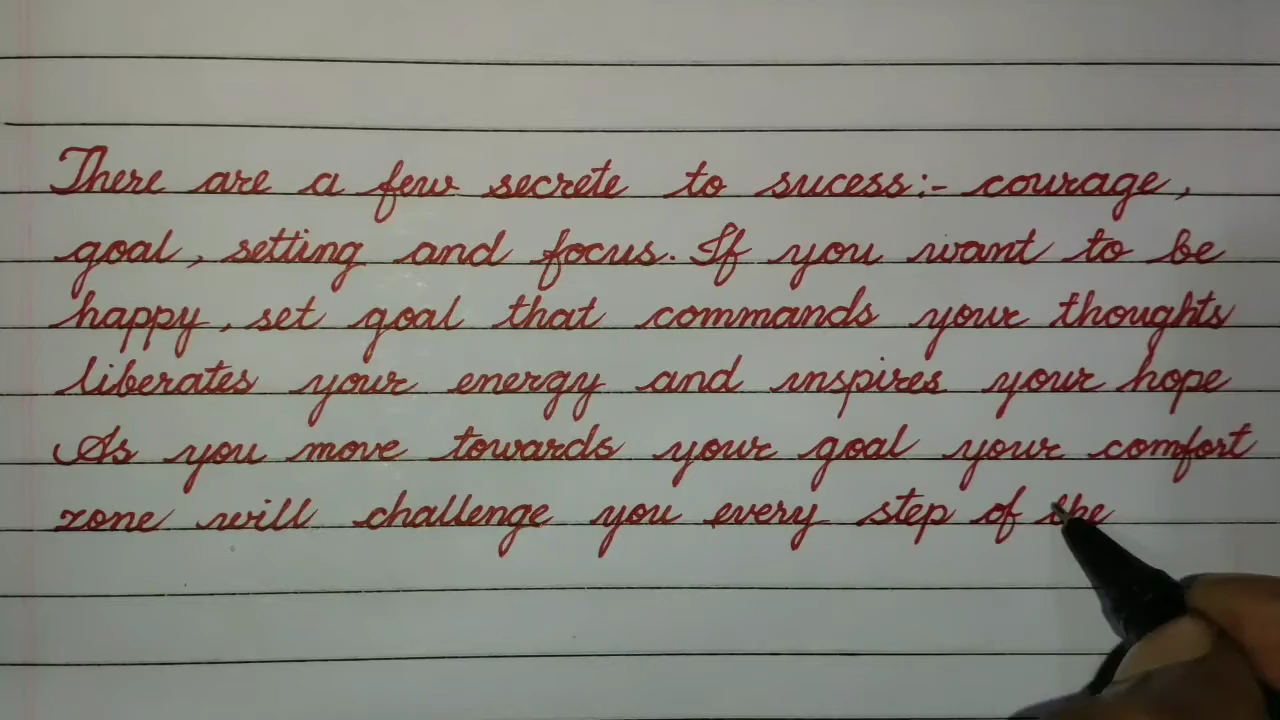 There are a few secrete to sucess:- courage,
goal, setting and focus. If you want to be
happy, set goal that commands your thoughts
liberates your energy and inspires your hope
As you move towards your goal your comfort
zone will challenge you every step of the